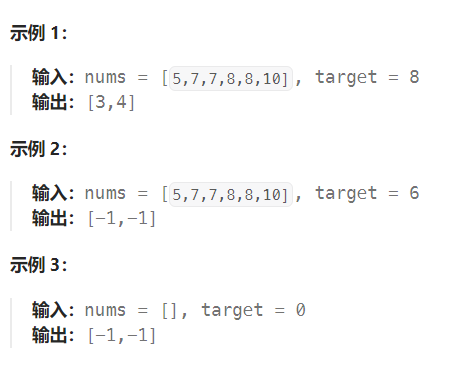 示例 1：
输入：nums = [5,7,7,8,8,10], target = 8
输出：[3,4]
示例 2：
输入：nums = [5,7,7,8,8,10], target = 6
输出：[-1,-1]
示例 3：
输入：nums = [], target = 0
输出：[-1,-1]